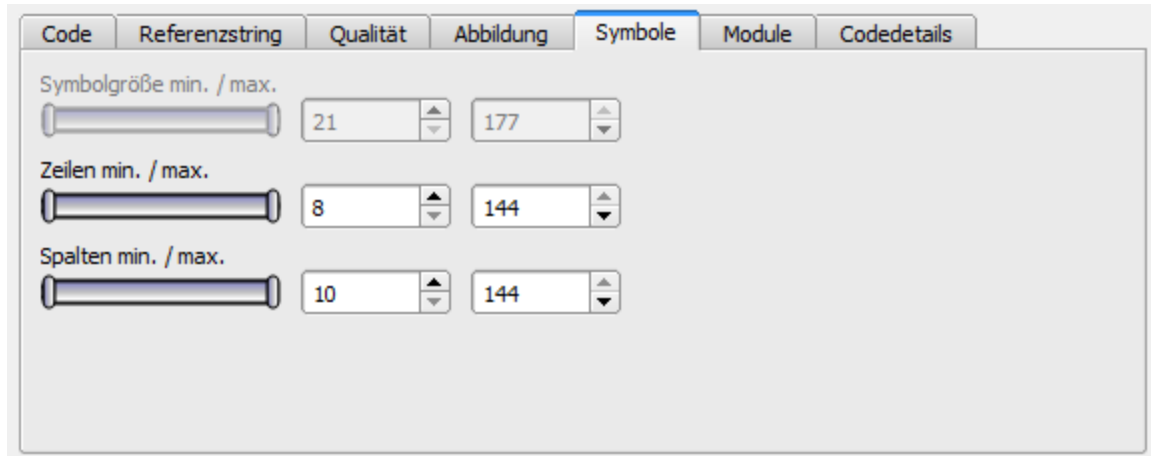 Code Referenzstring Qualität Abbildung Symbole Module Codedetails
Symbolgröße min. / max.
21 177
Zeilen min. / max.
8 144
Spalten min. / max.
10 144